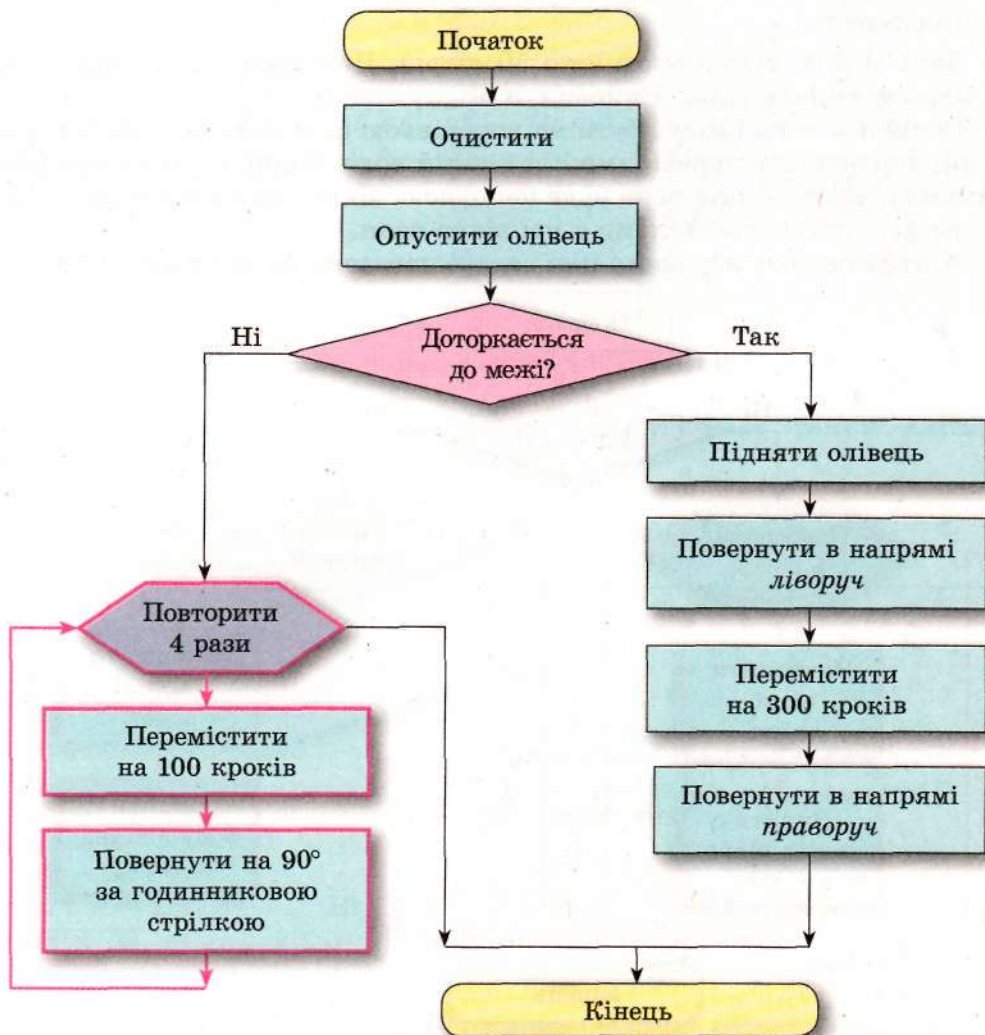 Початок
Очистити
Опустити олівець
Доторкається
до межі?
Ні
Так
Підняти олівець
Повернути в напрямі
ліворуч
Перемістити
на 300 кроків
Повернути в напрямі
праворуч
Повторити
4 рази
Перемістити
на 100 кроків
Повернути на 90°
за годинниковою
стрілкою
Кінець